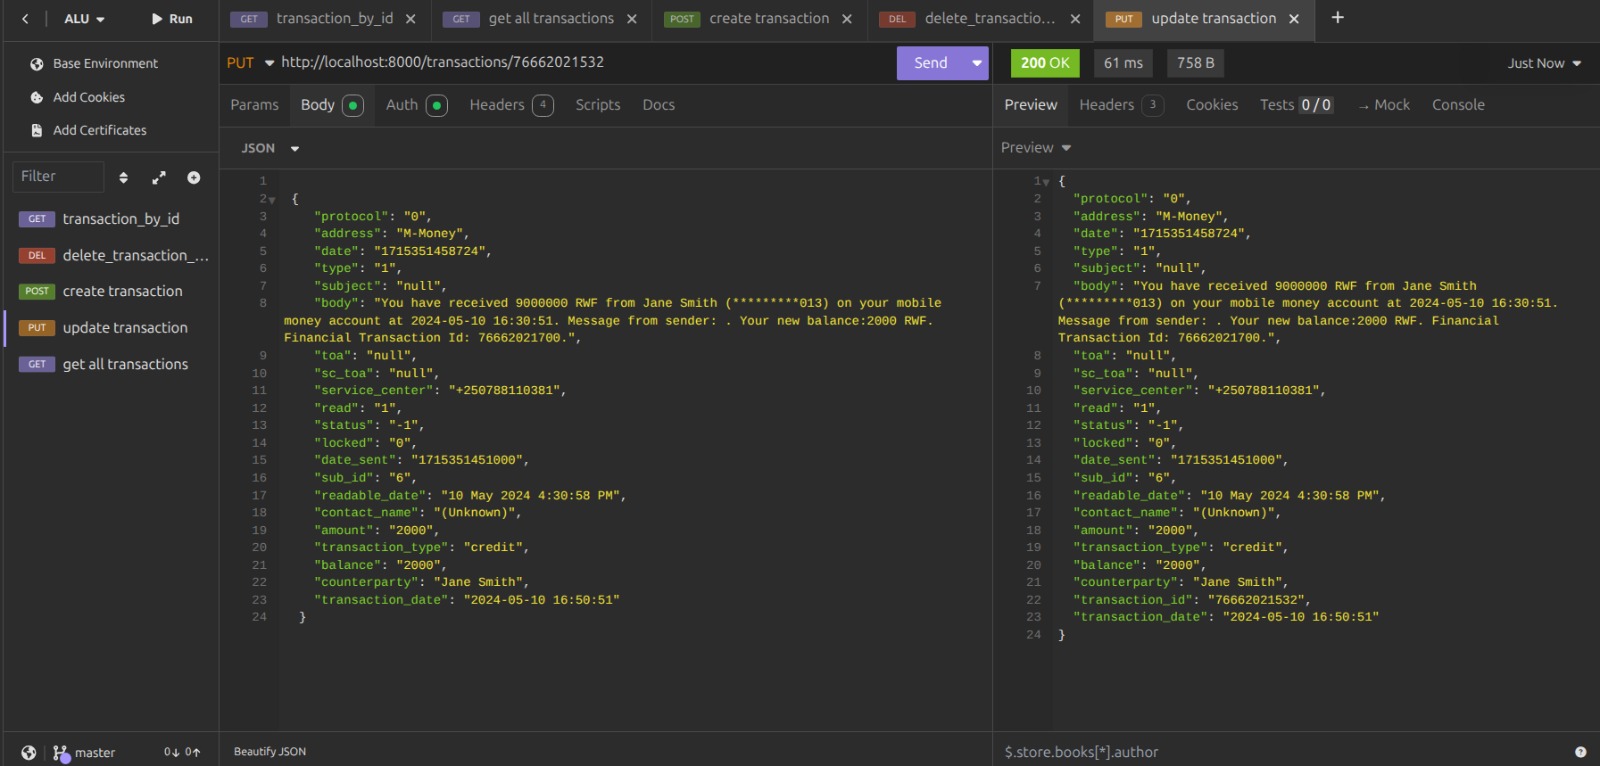 ALU
Run
GET transaction_by_id
GET get all transactions
POST create transaction
DEL delete_transactio...
PUT update transaction
Base Environment
Add Cookies
Add Certificates
Filter
GET transaction_by_id
DEL delete_transaction_...
POST create transaction
PUT update transaction
GET get all transactions
master 0↓ 0↑
PUT http://localhost:8000/transactions/76662021532 Send
Params Body Auth Headers 4 Scripts Docs
JSON
1
2 {
3 "protocol": "0",
4 "address": "M-Money",
5 "date": "1715351458724",
6 "type": "1",
7 "subject": "null",
8 "body": "You have received 9000000 RWF from Jane Smith (*********013) on your mobile
money account at 2024-05-10 16:30:51. Message from sender: . Your new balance:2000 RWF.
Financial Transaction Id: 76662021700.",
9 "toa": "null",
10 "sc_toa": "null",
11 "service_center": "+250788110381",
12 "read": "1",
13 "status": "-1",
14 "locked": "0",
15 "date_sent": "1715351451000",
16 "sub_id": "6",
17 "readable_date": "10 May 2024 4:30:58 PM",
18 "contact_name": "(Unknown)",
19 "amount": "2000",
20 "transaction_type": "credit",
21 "balance": "2000",
22 "counterparty": "Jane Smith",
23 "transaction_date": "2024-05-10 16:50:51"
24 }
Beautify JSON
200 OK 61 ms 758 B Just Now
Preview Headers 3 Cookies Tests 0 / 0 → Mock Console
Preview
1 {
2 "protocol": "0",
3 "address": "M-Money",
4 "date": "1715351458724",
5 "type": "1",
6 "subject": "null",
7 "body": "You have received 9000000 RWF from Jane Smith
(*********013) on your mobile money account at 2024-05-10 16:30:51.
Message from sender: . Your new balance:2000 RWF. Financial
Transaction Id: 76662021700.",
8 "toa": "null",
9 "sc_toa": "null",
10 "service_center": "+250788110381",
11 "read": "1",
12 "status": "-1",
13 "locked": "0",
14 "date_sent": "1715351451000",
15 "sub_id": "6",
16 "readable_date": "10 May 2024 4:30:58 PM",
17 "contact_name": "(Unknown)",
18 "amount": "2000",
19 "transaction_type": "credit",
20 "balance": "2000",
21 "counterparty": "Jane Smith",
22 "transaction_id": "76662021532",
23 "transaction_date": "2024-05-10 16:50:51"
24 }
$.store.books[*].author